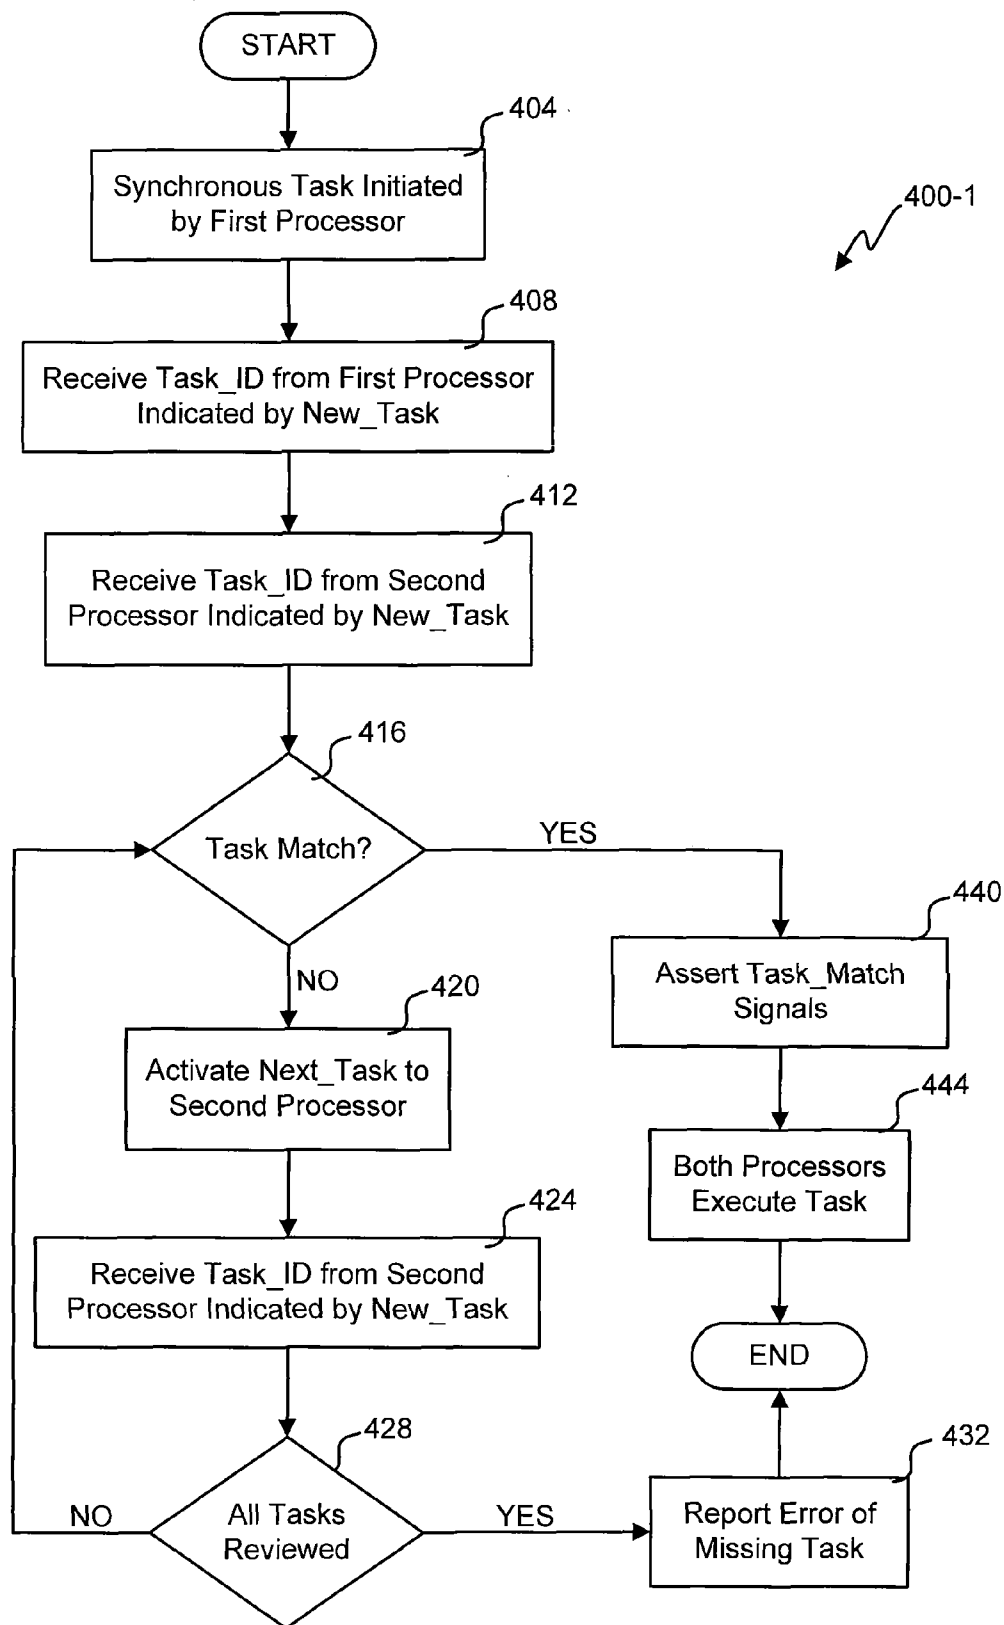 START
404
Synchronous Task Initiated
by First Processor
400-1
408
Receive Task_ID from First Processor
Indicated by New_Task
412
Receive Task_ID from Second
Processor Indicated by New_Task
416
Task Match?
YES
NO
440
Assert Task_Match
Signals
420
Activate Next_Task to
Second Processor
444
Both Processors
Execute Task
424
Receive Task_ID from Second
Processor Indicated by New_Task
END
428
All Tasks
Reviewed
NO
YES
432
Report Error of
Missing Task